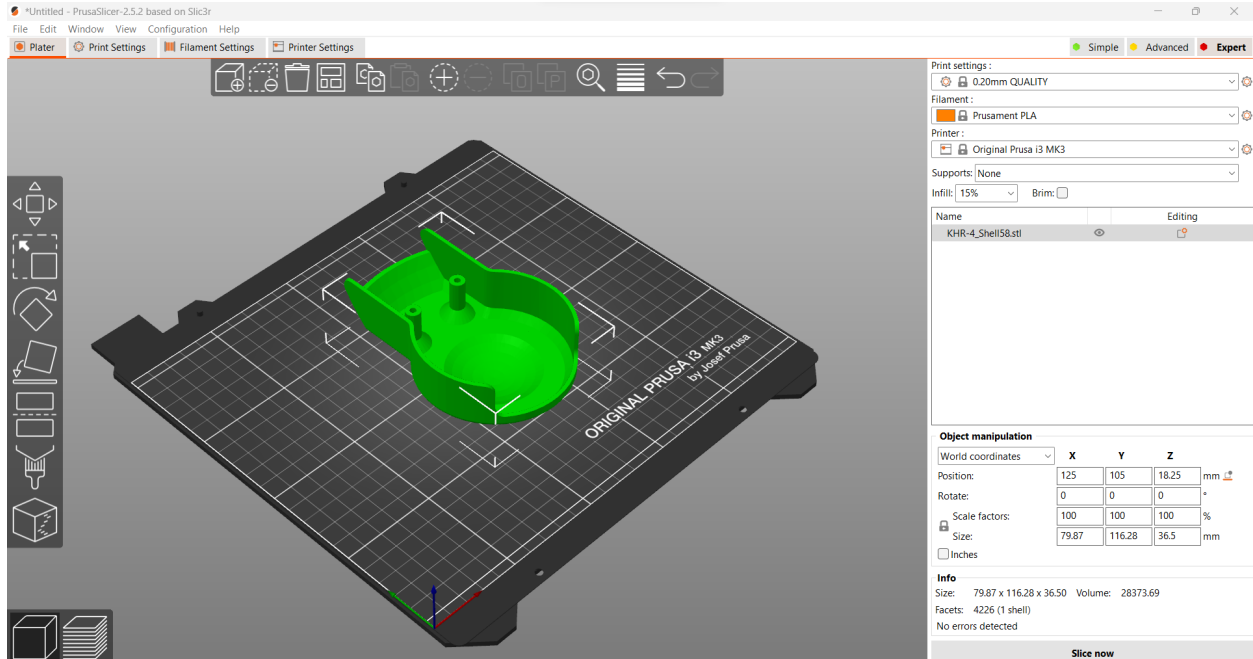 *Untitled - PrusaSlicer-2.5.2 based on Slic3r
File Edit Window View Configuration Help
Plater Print Settings Filament Settings Printer Settings Simple Advanced Expert
Print settings :
0.20mm QUALITY
Filament :
Prusament PLA
Printer :
Original Prusa i3 MK3
Supports: None
Infill: 15% Brim:
Name Editing
KHR-4_Shell58.stl
ORIGINAL PRUSA i3 MK3
by Josef Prusa
Object manipulation
World coordinates X Y Z
Position: 125 105 18.25 mm
Rotate: 0 0 0 °
Scale factors: 100 100 100 %
Size: 79.87 116.28 36.5 mm
Inches
Info
Size: 79.87 x 116.28 x 36.50 Volume: 28373.69
Facets: 4226 (1 shell)
No errors detected
Slice now